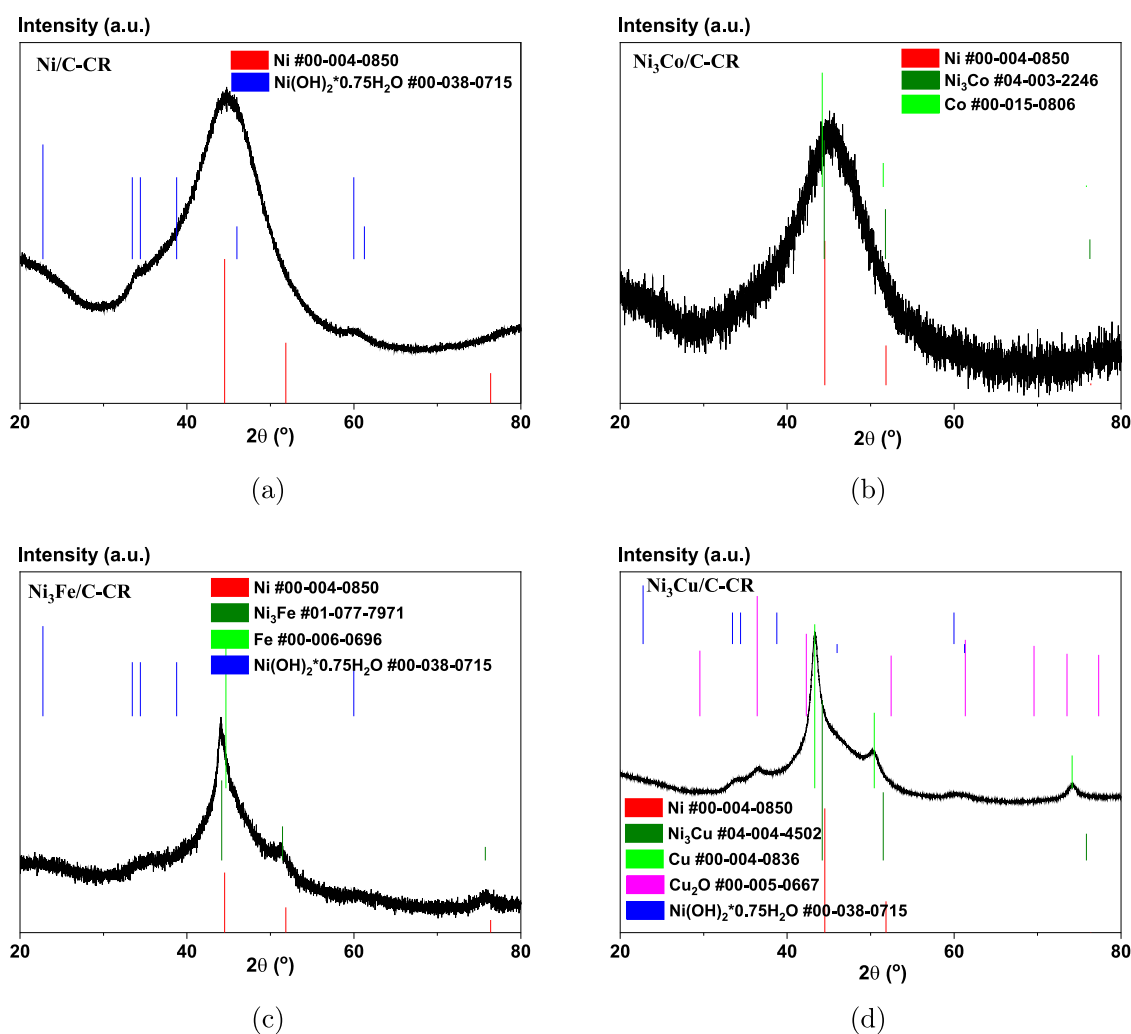 Intensity (a.u.)
Ni/C-CR
Ni #00-004-0850
Ni(OH)₂*0.75H₂O #00-038-0715
20 40 60 80
2θ (º)
(a)
Intensity (a.u.)
Ni₃Co/C-CR
Ni #00-004-0850
Ni₃Co #04-003-2246
Co #00-015-0806
20 40 60 80
2θ (º)
(b)
Intensity (a.u.)
Ni₃Fe/C-CR
Ni #00-004-0850
Ni₃Fe #01-077-7971
Fe #00-006-0696
Ni(OH)₂*0.75H₂O #00-038-0715
20 40 60 80
2θ (º)
(c)
Intensity (a.u.)
Ni₃Cu/C-CR
Ni #00-004-0850
Ni₃Cu #04-004-4502
Cu #00-004-0836
Cu₂O #00-005-0667
Ni(OH)₂*0.75H₂O #00-038-0715
20 40 60 80
2θ (º)
(d)